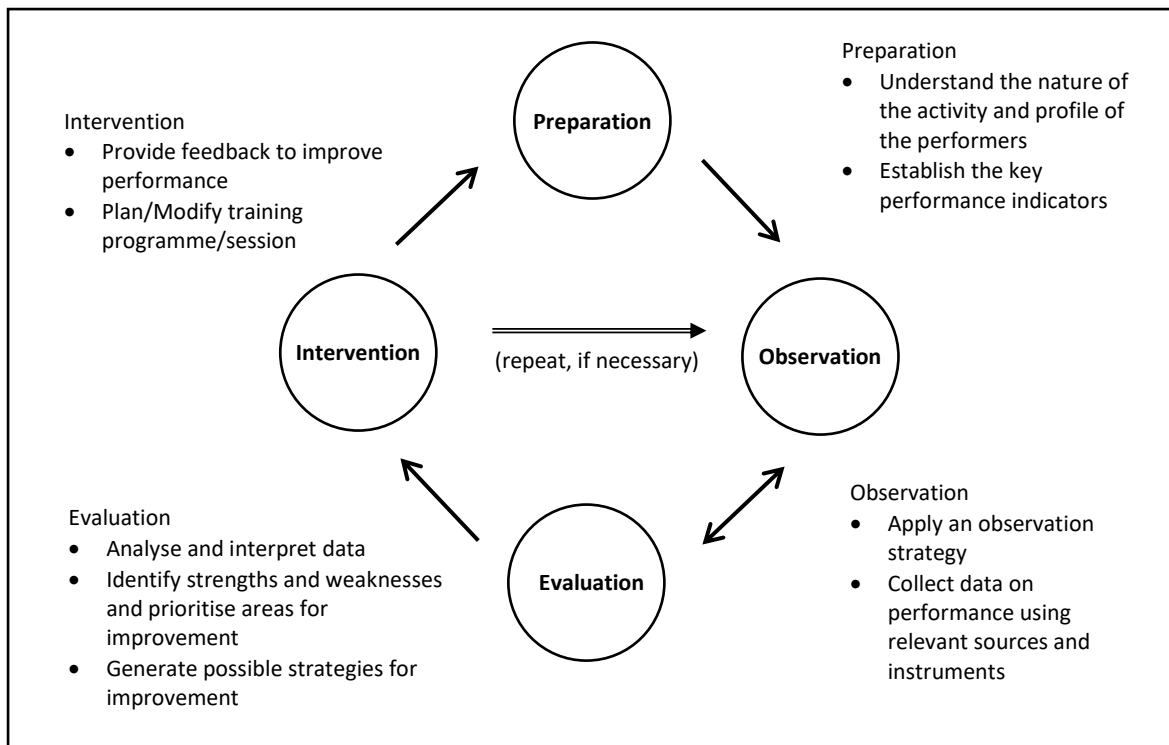 Preparation
Preparation
• Understand the nature of
the activity and profile of
the performers
• Establish the key
performance indicators
Intervention
• Provide feedback to improve
performance
• Plan/Modify training
programme/session
Intervention
(repeat, if necessary)
Observation
Evaluation
• Analyse and interpret data
• Identify strengths and weaknesses
and prioritise areas for
improvement
• Generate possible strategies for
improvement
Evaluation
Observation
• Apply an observation
strategy
• Collect data on
performance using
relevant sources and
instruments